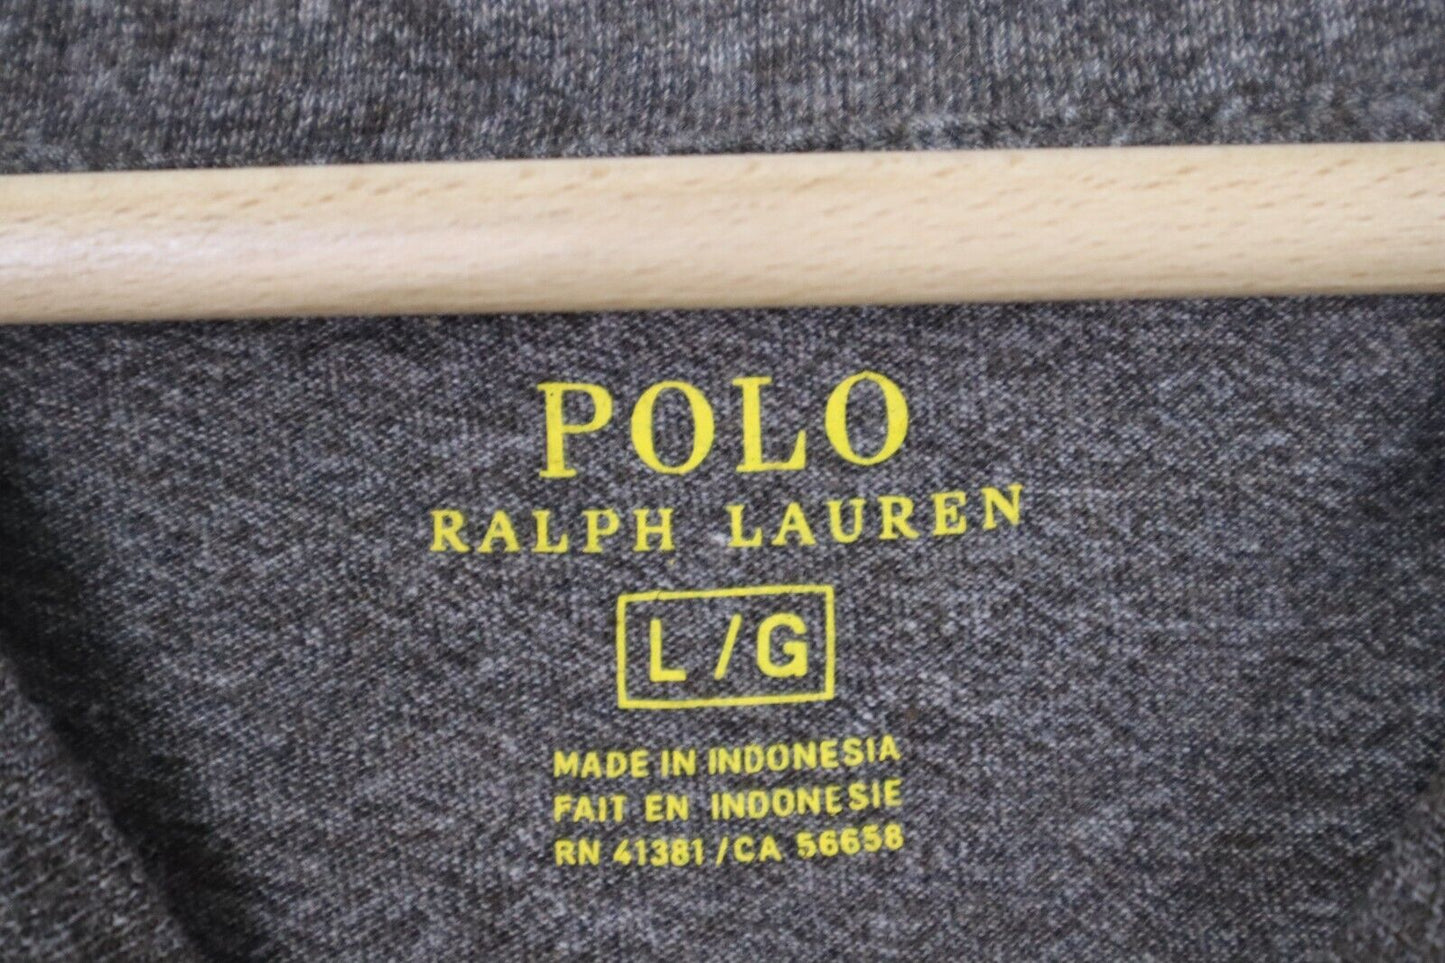 POLO
RALPH LAUREN
L/G
MADE IN INDONESIA
FAIT EN INDONESIE
RN 41381 / CA 56658